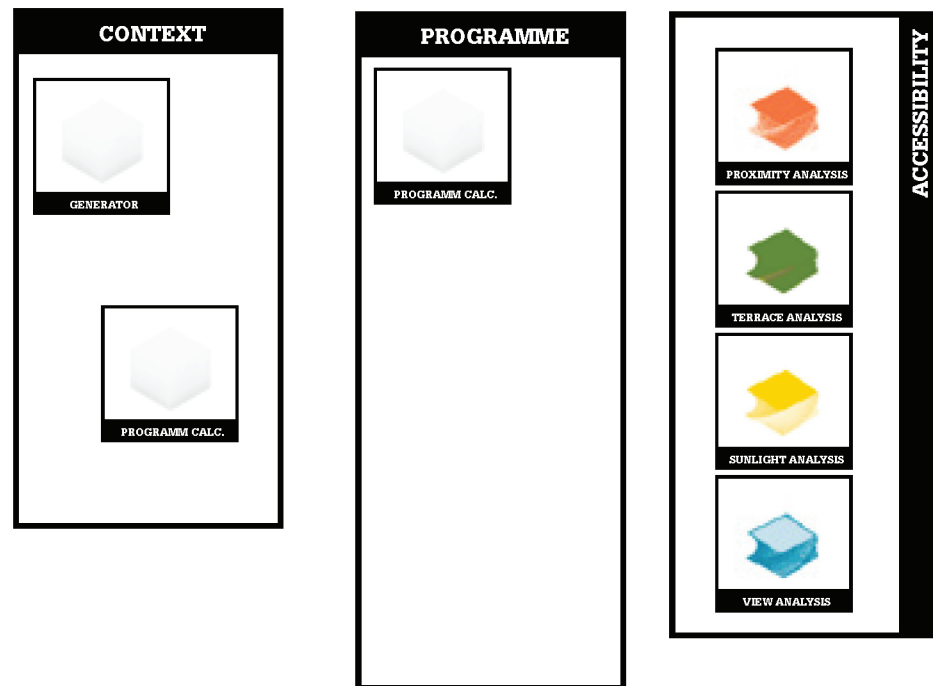 CONTEXT
GENERATOR
PROGRAMM CALC.
PROGRAMME
PROGRAMM CALC.
ACCESSIBILITY
PROXIMITY ANALYSIS
TERRACE ANALYSIS
SUNLIGHT ANALYSIS
VIEW ANALYSIS